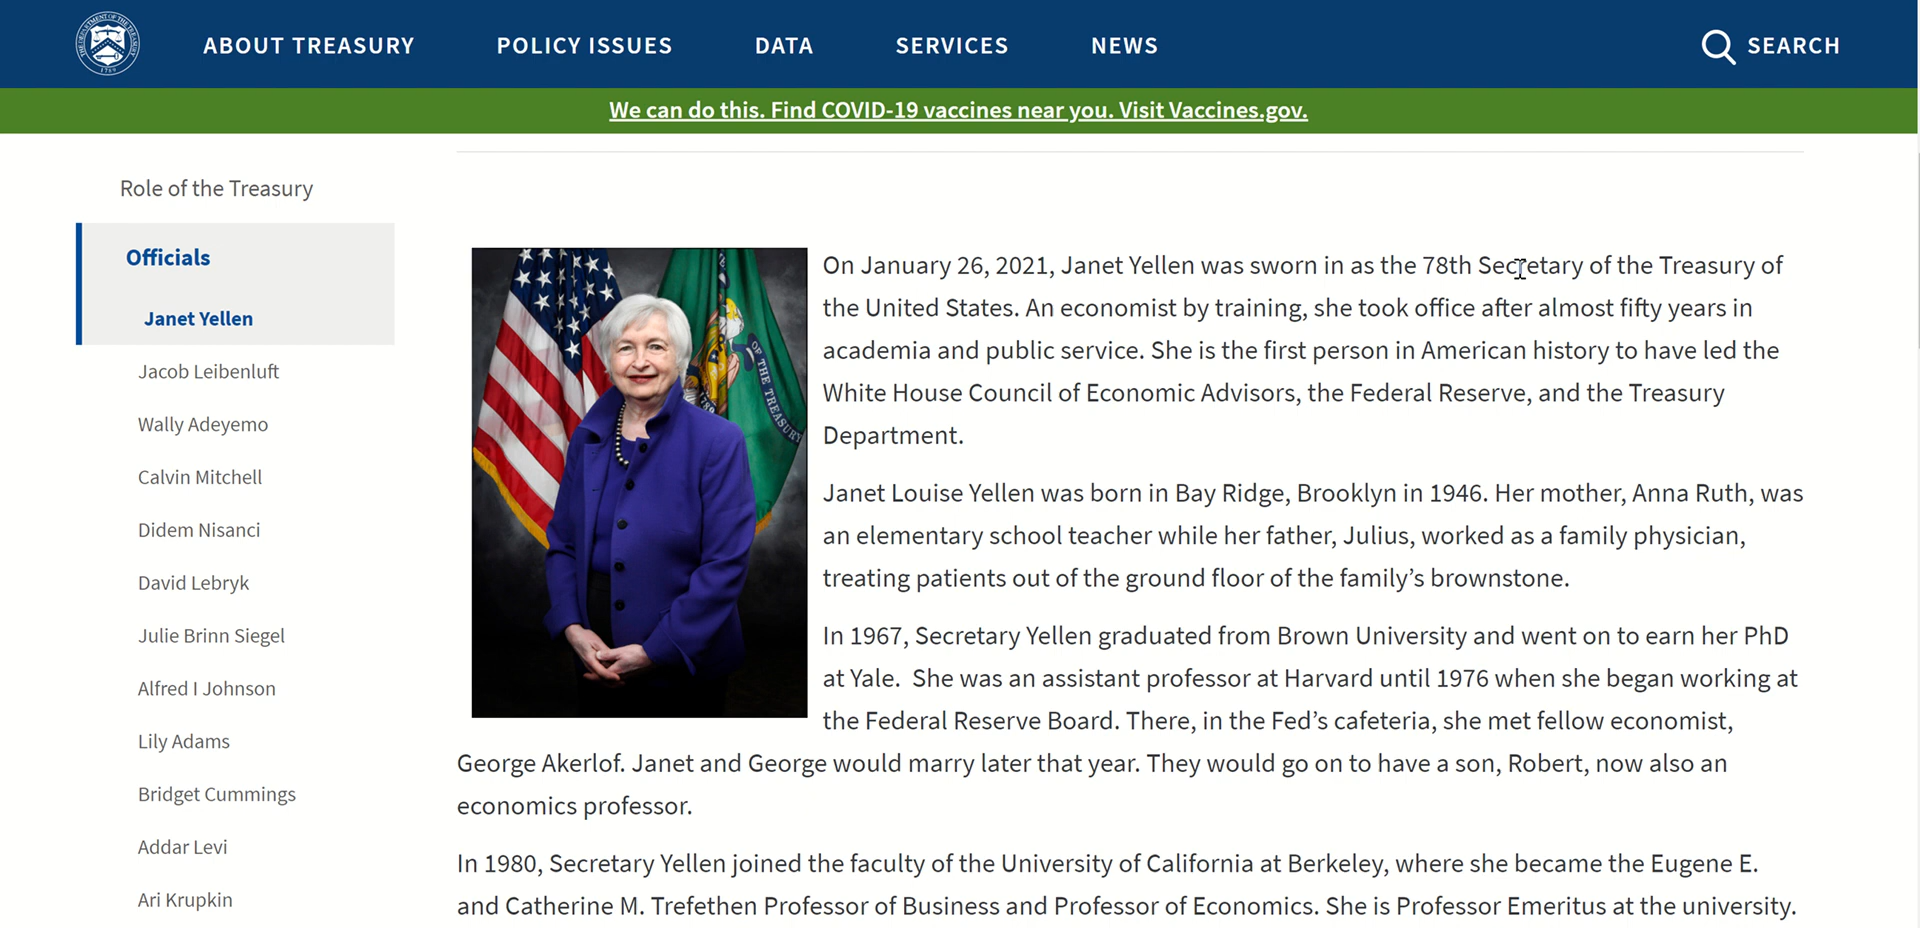 ABOUT TREASURY
POLICY ISSUES
DATA
SERVICES
NEWS
SEARCH
We can do this. Find COVID-19 vaccines near you. Visit Vaccines.gov.
Role of the Treasury
Officials
Janet Yellen
Jacob Leibenluft
Wally Adeyemo
Calvin Mitchell
Didem Nisanci
David Lebryk
Julie Brinn Siegel
Alfred I Johnson
Lily Adams
Bridget Cummings
Addar Levi
Ari Krupkin
OF THE TREASURY
1789
On January 26, 2021, Janet Yellen was sworn in as the 78th Secretary of the Treasury of
the United States. An economist by training, she took office after almost fifty years in
academia and public service. She is the first person in American history to have led the
White House Council of Economic Advisors, the Federal Reserve, and the Treasury
Department.
Janet Louise Yellen was born in Bay Ridge, Brooklyn in 1946. Her mother, Anna Ruth, was
an elementary school teacher while her father, Julius, worked as a family physician,
treating patients out of the ground floor of the family’s brownstone.
In 1967, Secretary Yellen graduated from Brown University and went on to earn her PhD
at Yale.  She was an assistant professor at Harvard until 1976 when she began working at
the Federal Reserve Board. There, in the Fed’s cafeteria, she met fellow economist,
George Akerlof. Janet and George would marry later that year. They would go on to have a son, Robert, now also an
economics professor.
In 1980, Secretary Yellen joined the faculty of the University of California at Berkeley, where she became the Eugene E.
and Catherine M. Trefethen Professor of Business and Professor of Economics. She is Professor Emeritus at the university.